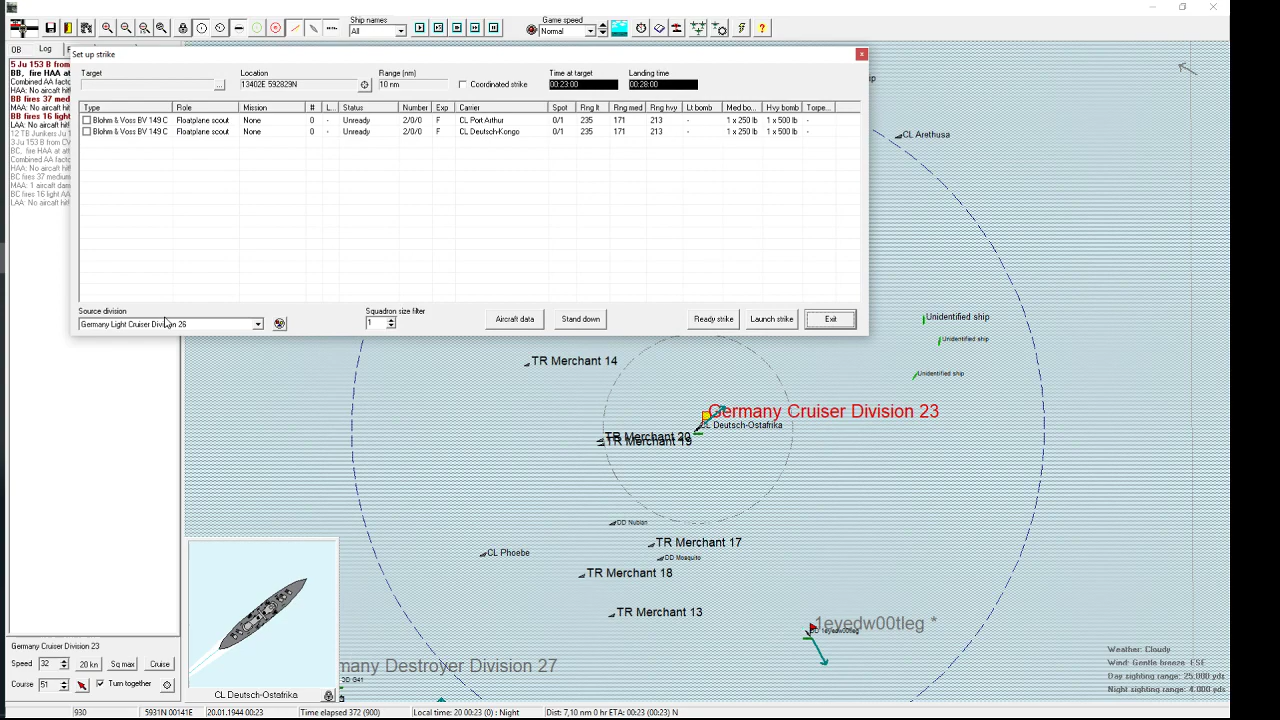 Ship names
All
Game speed
Normal
OB
Log
Set up strike
Target
Location
Range (nm)
Time at target
Landing time
13402E 592829N
10 nm
Coordinated strike
00:23:00
00:28:00
Type Role Mission # L... Status Number Exp Carrier Spot Rng lt Rng med Rng hvy Lt bomb Med bo... Hvy bomb Torpe...
Blohm & Voss BV 149 C Floatplane scout None 0 - Unready 2/0/0 F CL Port Arthur 0/1 235 171 213 - 1 x 250 lb 1 x 500 lb -
Blohm & Voss BV 149 C Floatplane scout None 0 - Unready 2/0/0 F CL Deutsch-Kongo 0/1 235 171 213 - 1 x 250 lb 1 x 500 lb -
Source division
Germany Light Cruiser Division 26
Squadron size filter
1
Aircraft data
Stand down
Ready strike
Launch strike
Exit
5 Ju 153 B from
BB, fire HAA at
Combined AA facto
HAA: No aircaft hit
BB fires 37 med
MAA: No aircaft hit
BB fires 16 light
LAA: No aircaft hit
12 TB Junkers Ju
3 Ju 153 B from CV
BC, fire HAA at at
Combined AA facto
HAA: No aircaft hit
BC fires 37 medium
MAA: 1 aircaft dam
BC fires 16 light AA
LAA: No aircaft hit
CL Arethusa
Unidentified ship
Unidentified ship
Unidentified ship
TR Merchant 14
Germany Cruiser Division 23
CL Deutsch-Ostafrika
TR Merchant 20
TR Merchant 19
DD Nubian
TR Merchant 17
CL Phoebe
DD Mosquito
TR Merchant 18
TR Merchant 13
1eyedw00tleg *
DD 1eyedw00tleg
many Destroyer Division 27
DD G41
Germany Cruiser Division 23
Speed 32 20 kn Sq max Cruise
Course 51 Turn together
CL Deutsch-Ostafrika
Weather: Cloudy
Wind: Gentle breeze ESE
Day sighting range: 25,000 yds
Night sighting range: 4,000 yds
930
5931N 00141E
20.01.1944 00:23
Time elapsed 372 (900)
Local time: 20 00:23 (0) : Night
Dist: 7,10 nm 0 hr ETA: 00:23 (00:23) N